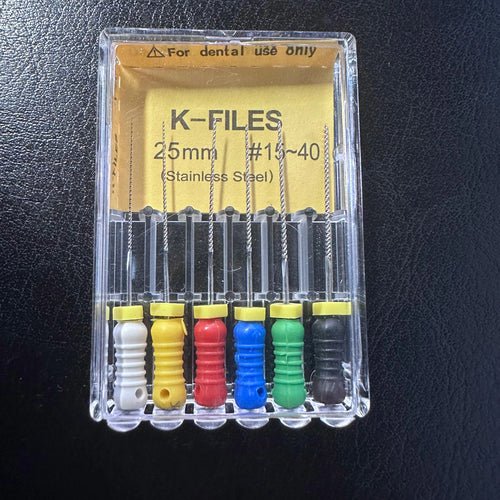 ⚠For dental use only
K-FILES
25mm #15~40
(Stainless Steel)